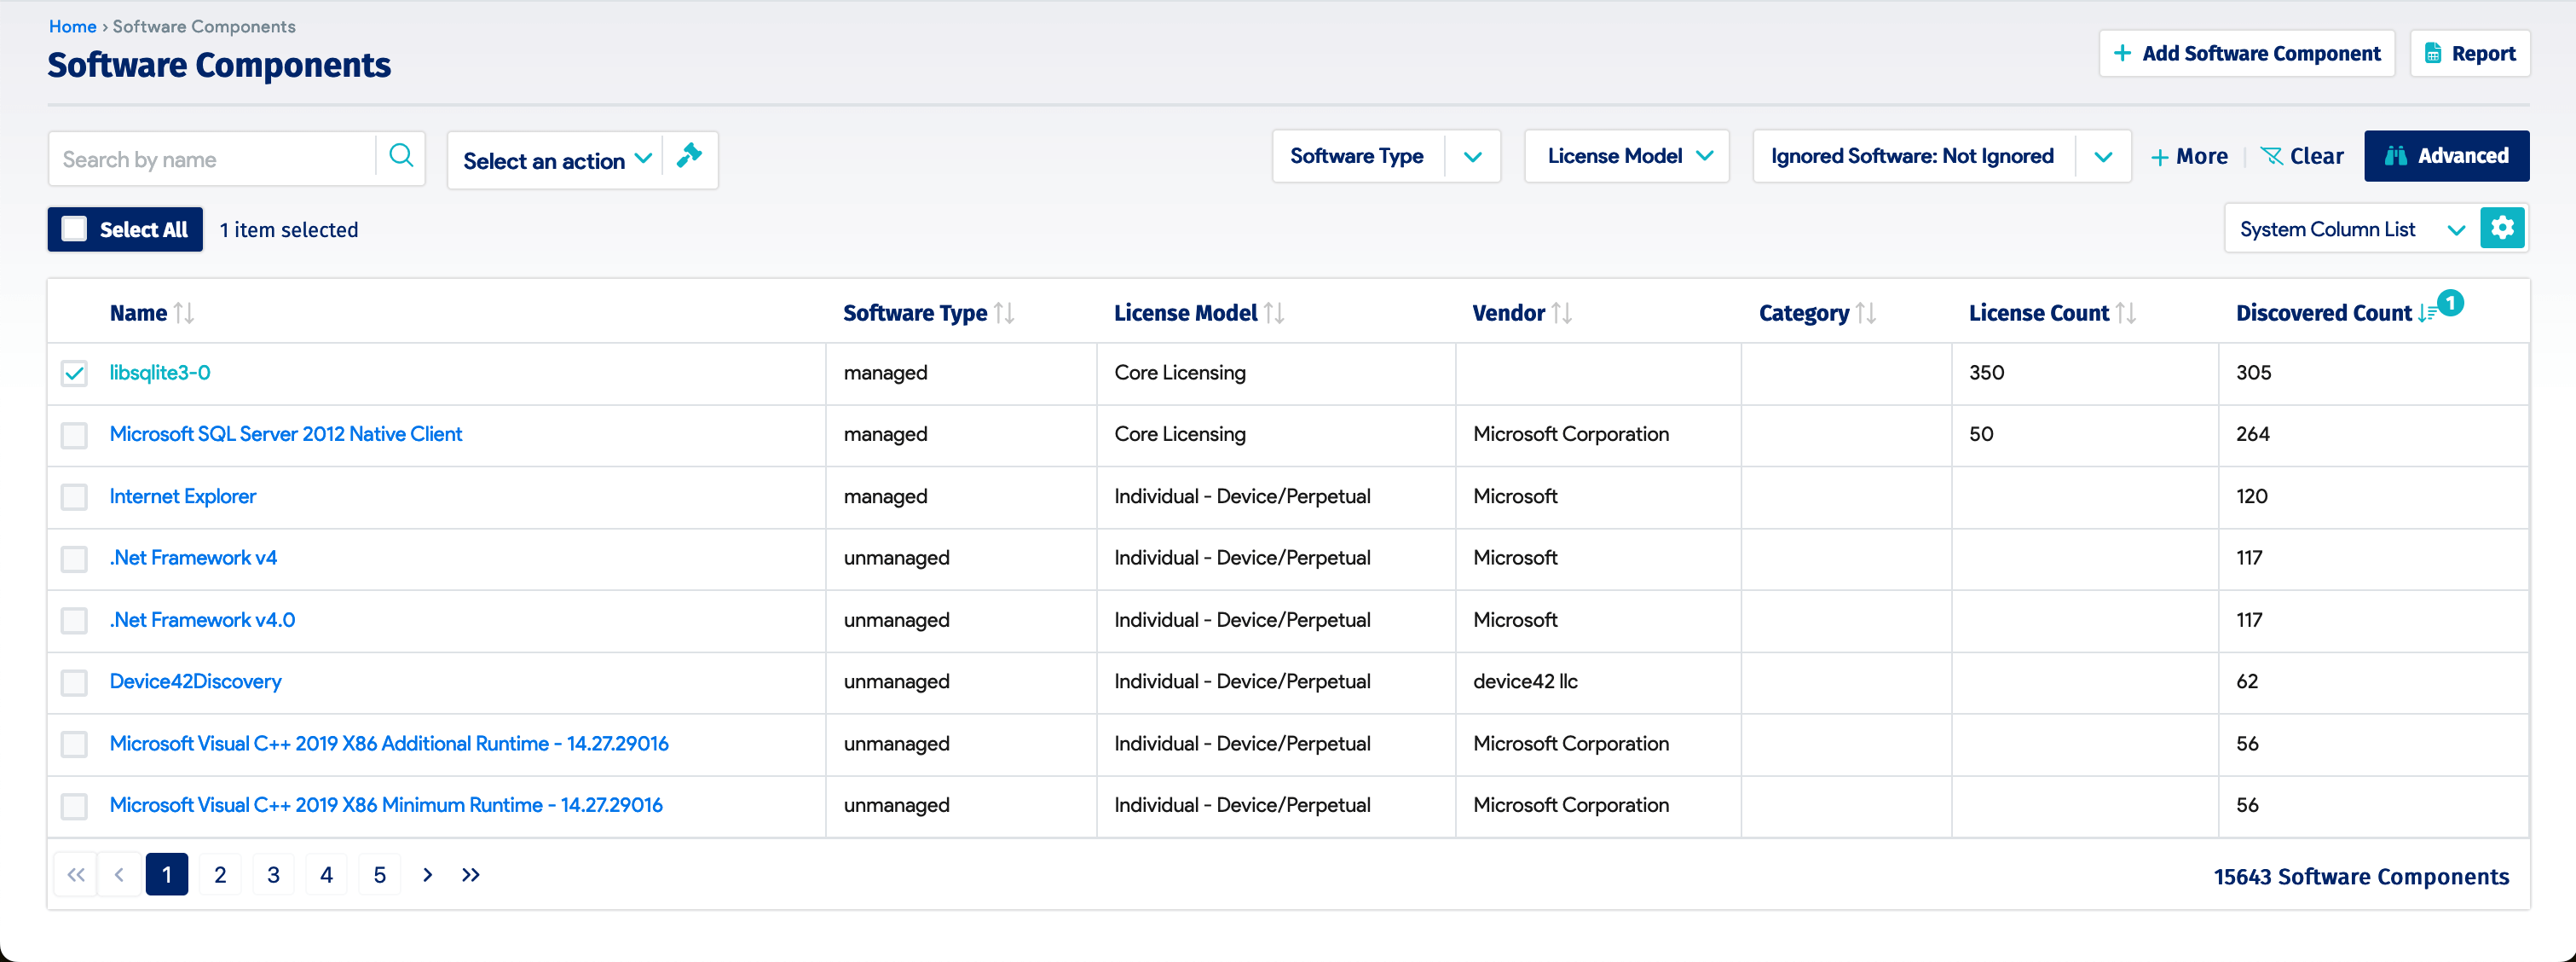 Home › Software Components
Software Components
Add Software Component
Report
Search by name
Select an action
Software Type
License Model
Ignored Software: Not Ignored
+ More
Clear
Advanced
Select All
1 item selected
System Column List
Name Software Type License Model Vendor Category License Count Discovered Count 1
libsqlite3-0 managed Core Licensing 350 305
Microsoft SQL Server 2012 Native Client managed Core Licensing Microsoft Corporation 50 264
Internet Explorer managed Individual - Device/Perpetual Microsoft 120
.Net Framework v4 unmanaged Individual - Device/Perpetual Microsoft 117
.Net Framework v4.0 unmanaged Individual - Device/Perpetual Microsoft 117
Device42Discovery unmanaged Individual - Device/Perpetual device42 llc 62
Microsoft Visual C++ 2019 X86 Additional Runtime - 14.27.29016 unmanaged Individual - Device/Perpetual Microsoft Corporation 56
Microsoft Visual C++ 2019 X86 Minimum Runtime - 14.27.29016 unmanaged Individual - Device/Perpetual Microsoft Corporation 56
« ‹ 1 2 3 4 5 › »
15643 Software Components